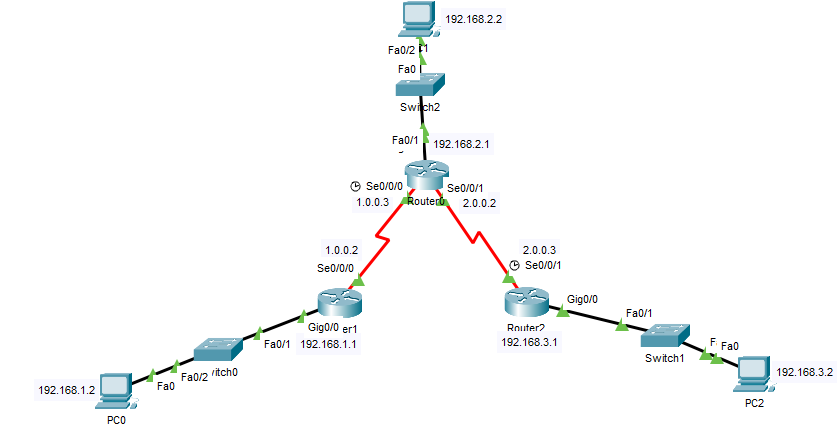 192.168.2.2
Fa0/2
Fa0
Switch2
Fa0/1
192.168.2.1
Se0/0/0
Se0/0/1
1.0.0.3
Router0
2.0.0.2
1.0.0.2
2.0.0.3
Se0/0/0
Se0/0/1
Gig0/0
Gig0/0
er1
Router2
Fa0/1
192.168.1.1
192.168.3.1
Fa0/1
Switch1
Fa0
itch0
Fa0/2
Fa0
192.168.1.2
192.168.3.2
PC0
PC2